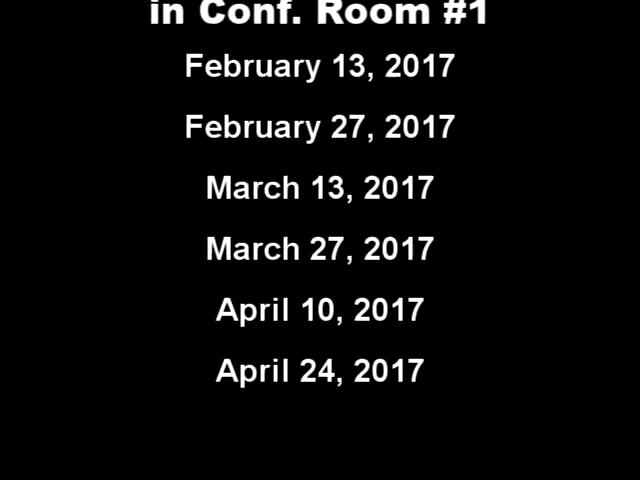 in Conf. Room #1
February 13, 2017
February 27, 2017
March 13, 2017
March 27, 2017
April 10, 2017
April 24, 2017